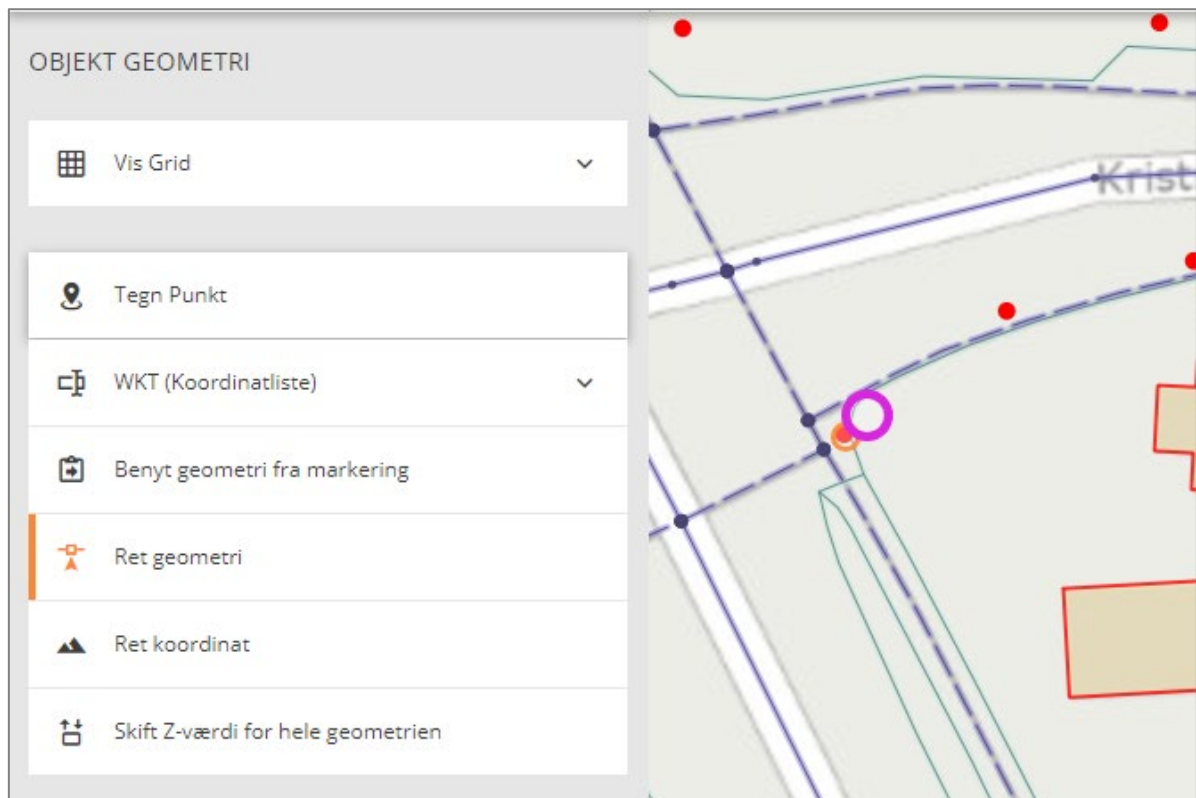 OBJEKT GEOMETRI
Vis Grid
Tegn Punkt
WKT (Koordinatliste)
Benyt geometri fra markering
Ret geometri
Ret koordinat
Skift Z-værdi for hele geometrien
Krist